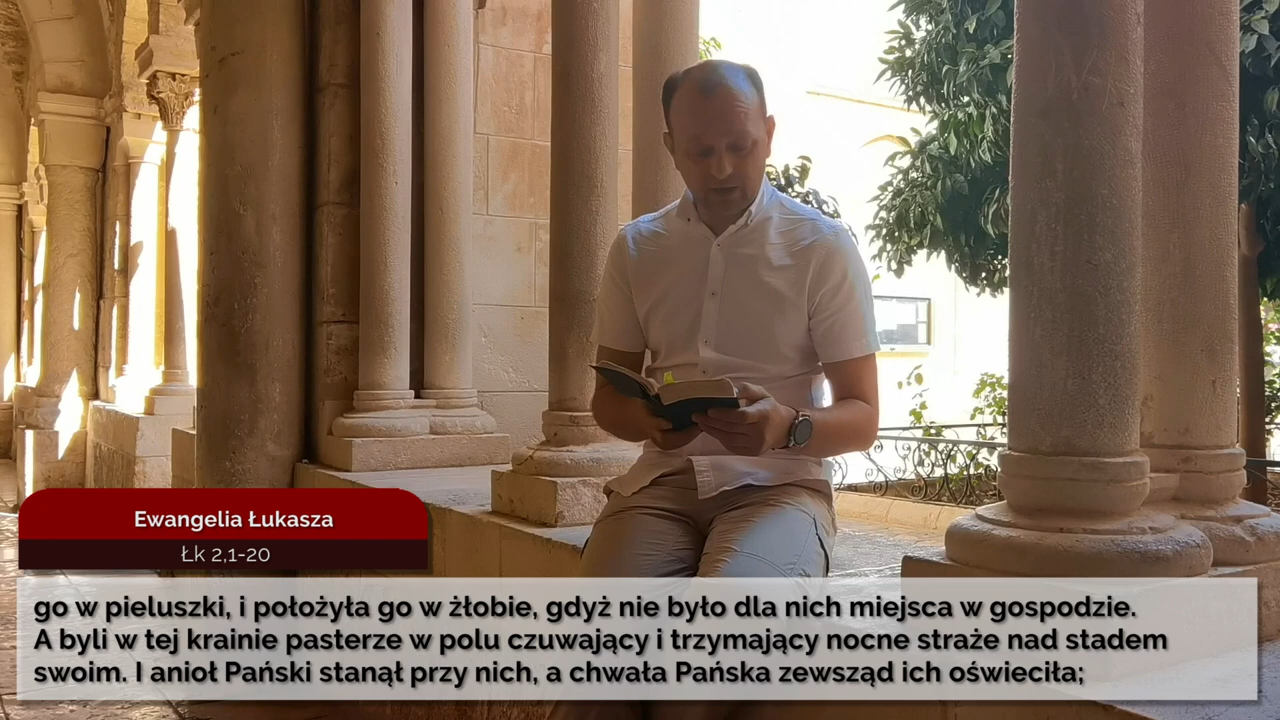 Ewangelia Łukasza
Łk 2,1-20
go w pieluszki, i położyła go w żłobie, gdyż nie było dla nich miejsca w gospodzie.
A byli w tej krainie pasterze w polu czuwający i trzymający nocne straże nad stadem
swoim. I anioł Pański stanął przy nich, a chwała Pańska zewsząd ich oświeciła;